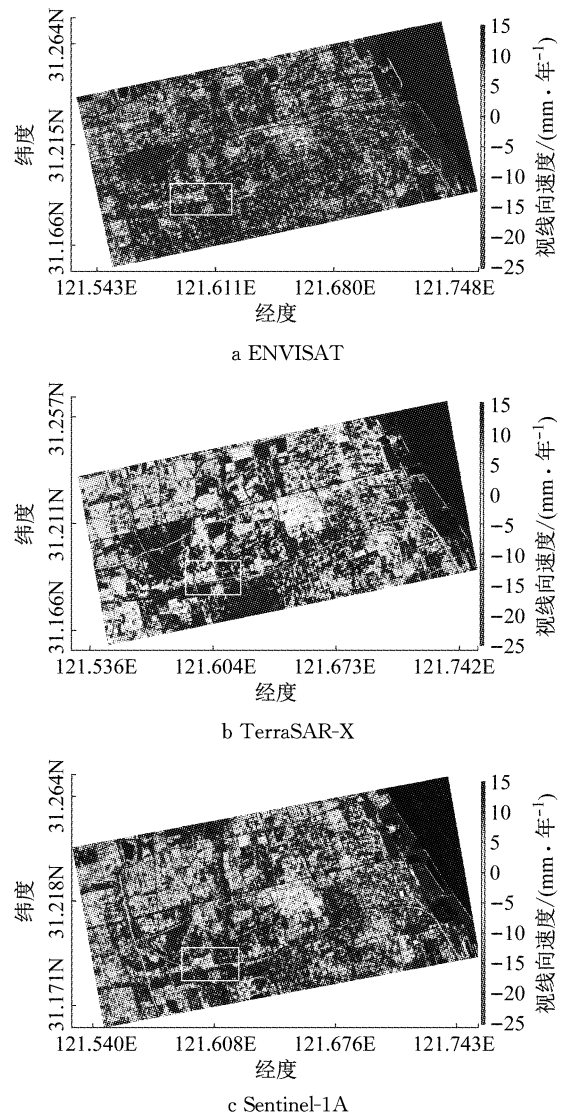 31.264N
31.215N
31.166N
纬度
15
10
5
0
-5
-10
-15
-20
-25
视线向速度/(mm·年⁻¹)
121.543E 121.611E 121.680E 121.748E
经度
a ENVISAT
31.257N
31.211N
31.166N
纬度
15
10
5
0
-5
-10
-15
-20
-25
视线向速度/(mm·年⁻¹)
121.536E 121.604E 121.673E 121.742E
经度
b TerraSAR-X
31.264N
31.218N
31.171N
纬度
15
10
5
0
-5
-10
-15
-20
-25
视线向速度/(mm·年⁻¹)
121.540E 121.608E 121.676E 121.743E
经度
c Sentinel-1A